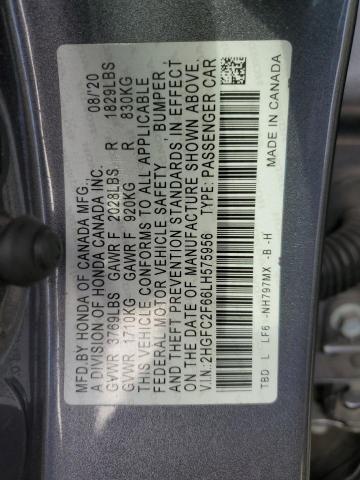 MFD.BY HONDA OF CANADA MFG. 08/'20
A DIVISION OF HONDA CANADA INC.
GVWR 3769LBS GAWR F 2028LBS R 1829LBS
GVWR 1710KG GAWR F 920KG R 830KG
THIS VEHICLE CONFORMS TO ALL APPLICABLE
FEDERAL MOTOR VEHICLE SAFETY BUMPER,
AND THEFT PREVENTION STANDARDS IN EFFECT
ON THE DATE OF MANUFACTURE SHOWN ABOVE.
V.I.N: 2HGFC2F66LH575956 TYPE: PASSENGER CAR
TBD L LF6 -NH797MX -B -H MADE IN CANADA